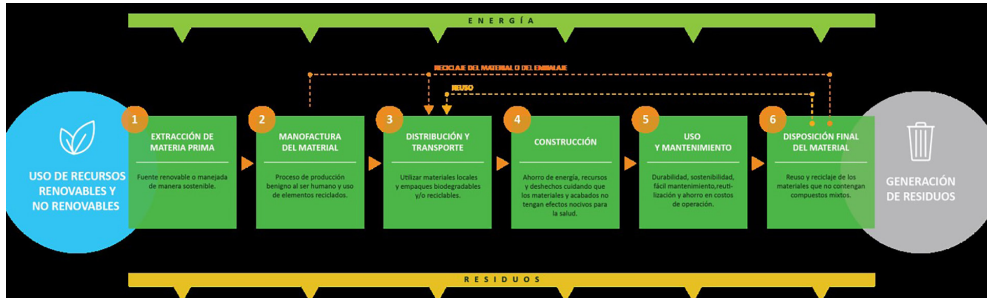 ENERGÍA
RECICLAJE DEL MATERIAL O DEL EMBALAJE
REUSO
USO DE RECURSOS
RENOVABLES Y
NO RENOVABLES
1
EXTRACCIÓN DE
MATERIA PRIMA
Fuente renovable o manejada
de manera sostenible.
2
MANUFACTURA
DEL MATERIAL
Proceso de producción
benigno al ser humano y uso
de elementos reciclados.
3
DISTRIBUCIÓN Y
TRANSPORTE
Utilizar materiales locales
y empaques biodegradables
y/o reciclables.
4
CONSTRUCCIÓN
Ahorro de energía, recursos
y deshechos cuidando que
los materiales y acabados no
tengan efectos nocivos para
la salud.
5
USO
Y MANTENIMIENTO
Durabilidad, sostenibilidad,
fácil mantenimiento,reuti-
lización y ahorro en costos
de operación.
6
DISPOSICIÓN FINAL
DEL MATERIAL
Reuso y reciclaje de los
materiales que no contengan
compuestos mixtos.
GENERACIÓN
DE RESIDUOS
RESIDUOS